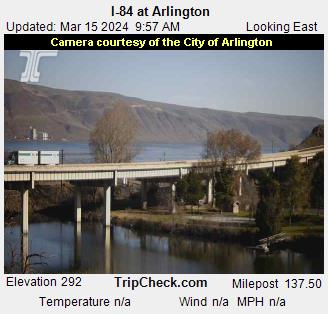 I-84 at Arlington
Updated: Mar 15 2024 9:57 AM Looking East
Camera courtesy of the City of Arlington
Elevation 292 TripCheck.com Milepost 137.50
Temperature n/a Wind n/a MPH n/a